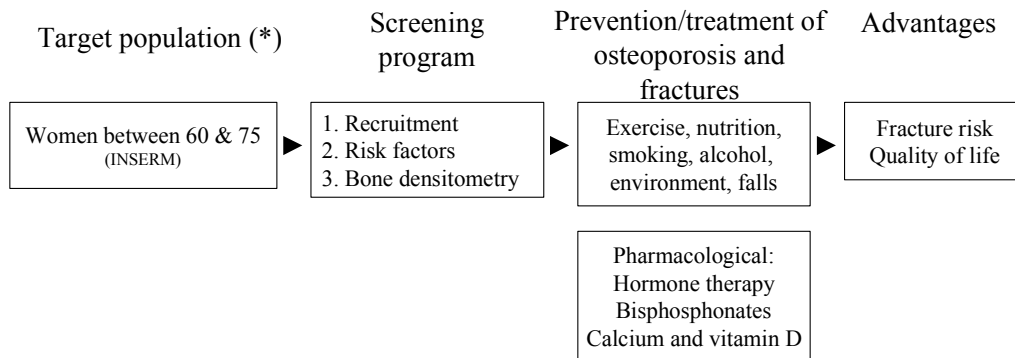 Target population (*)
Screening
program
Prevention/treatment of
osteoporosis and
fractures
Advantages
Women between 60 & 75
(INSERM)
1. Recruitment
2. Risk factors
3. Bone densitometry
Exercise, nutrition,
smoking, alcohol,
environment, falls
Fracture risk
Quality of life
Pharmacological:
Hormone therapy
Bisphosphonates
Calcium and vitamin D